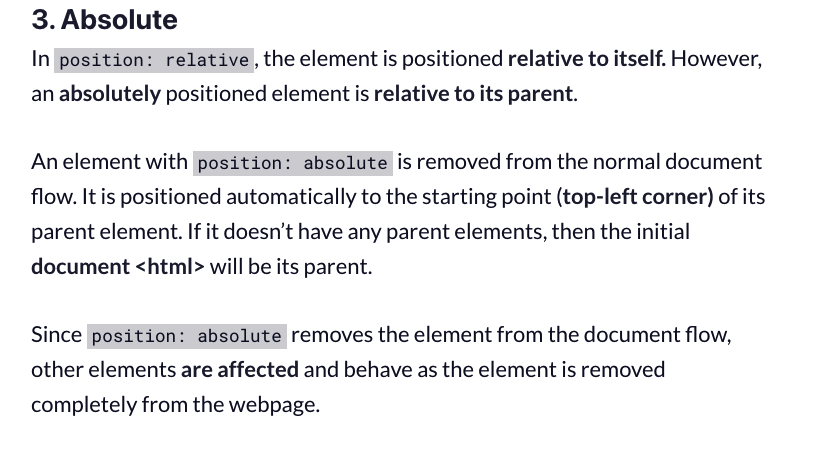 3. Absolute
In position: relative, the element is positioned relative to itself. However,
an absolutely positioned element is relative to its parent.
An element with position: absolute is removed from the normal document
flow. It is positioned automatically to the starting point (top-left corner) of its
parent element. If it doesn’t have any parent elements, then the initial
document <html> will be its parent.
Since position: absolute removes the element from the document flow,
other elements are affected and behave as the element is removed
completely from the webpage.